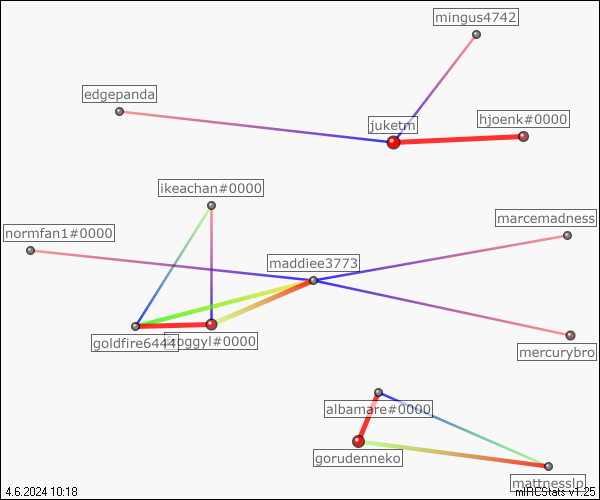 mingus4742
edgepanda
juketm
hjoenk#0000
ikeachan#0000
marcemadness
normfan1#0000
maddiee3773
goldfire6444
oggyl#0000
mercurybro
albamare#0000
gorudenneko
mattnesslp
4.6.2024 10:18
mIRCStats v1.25